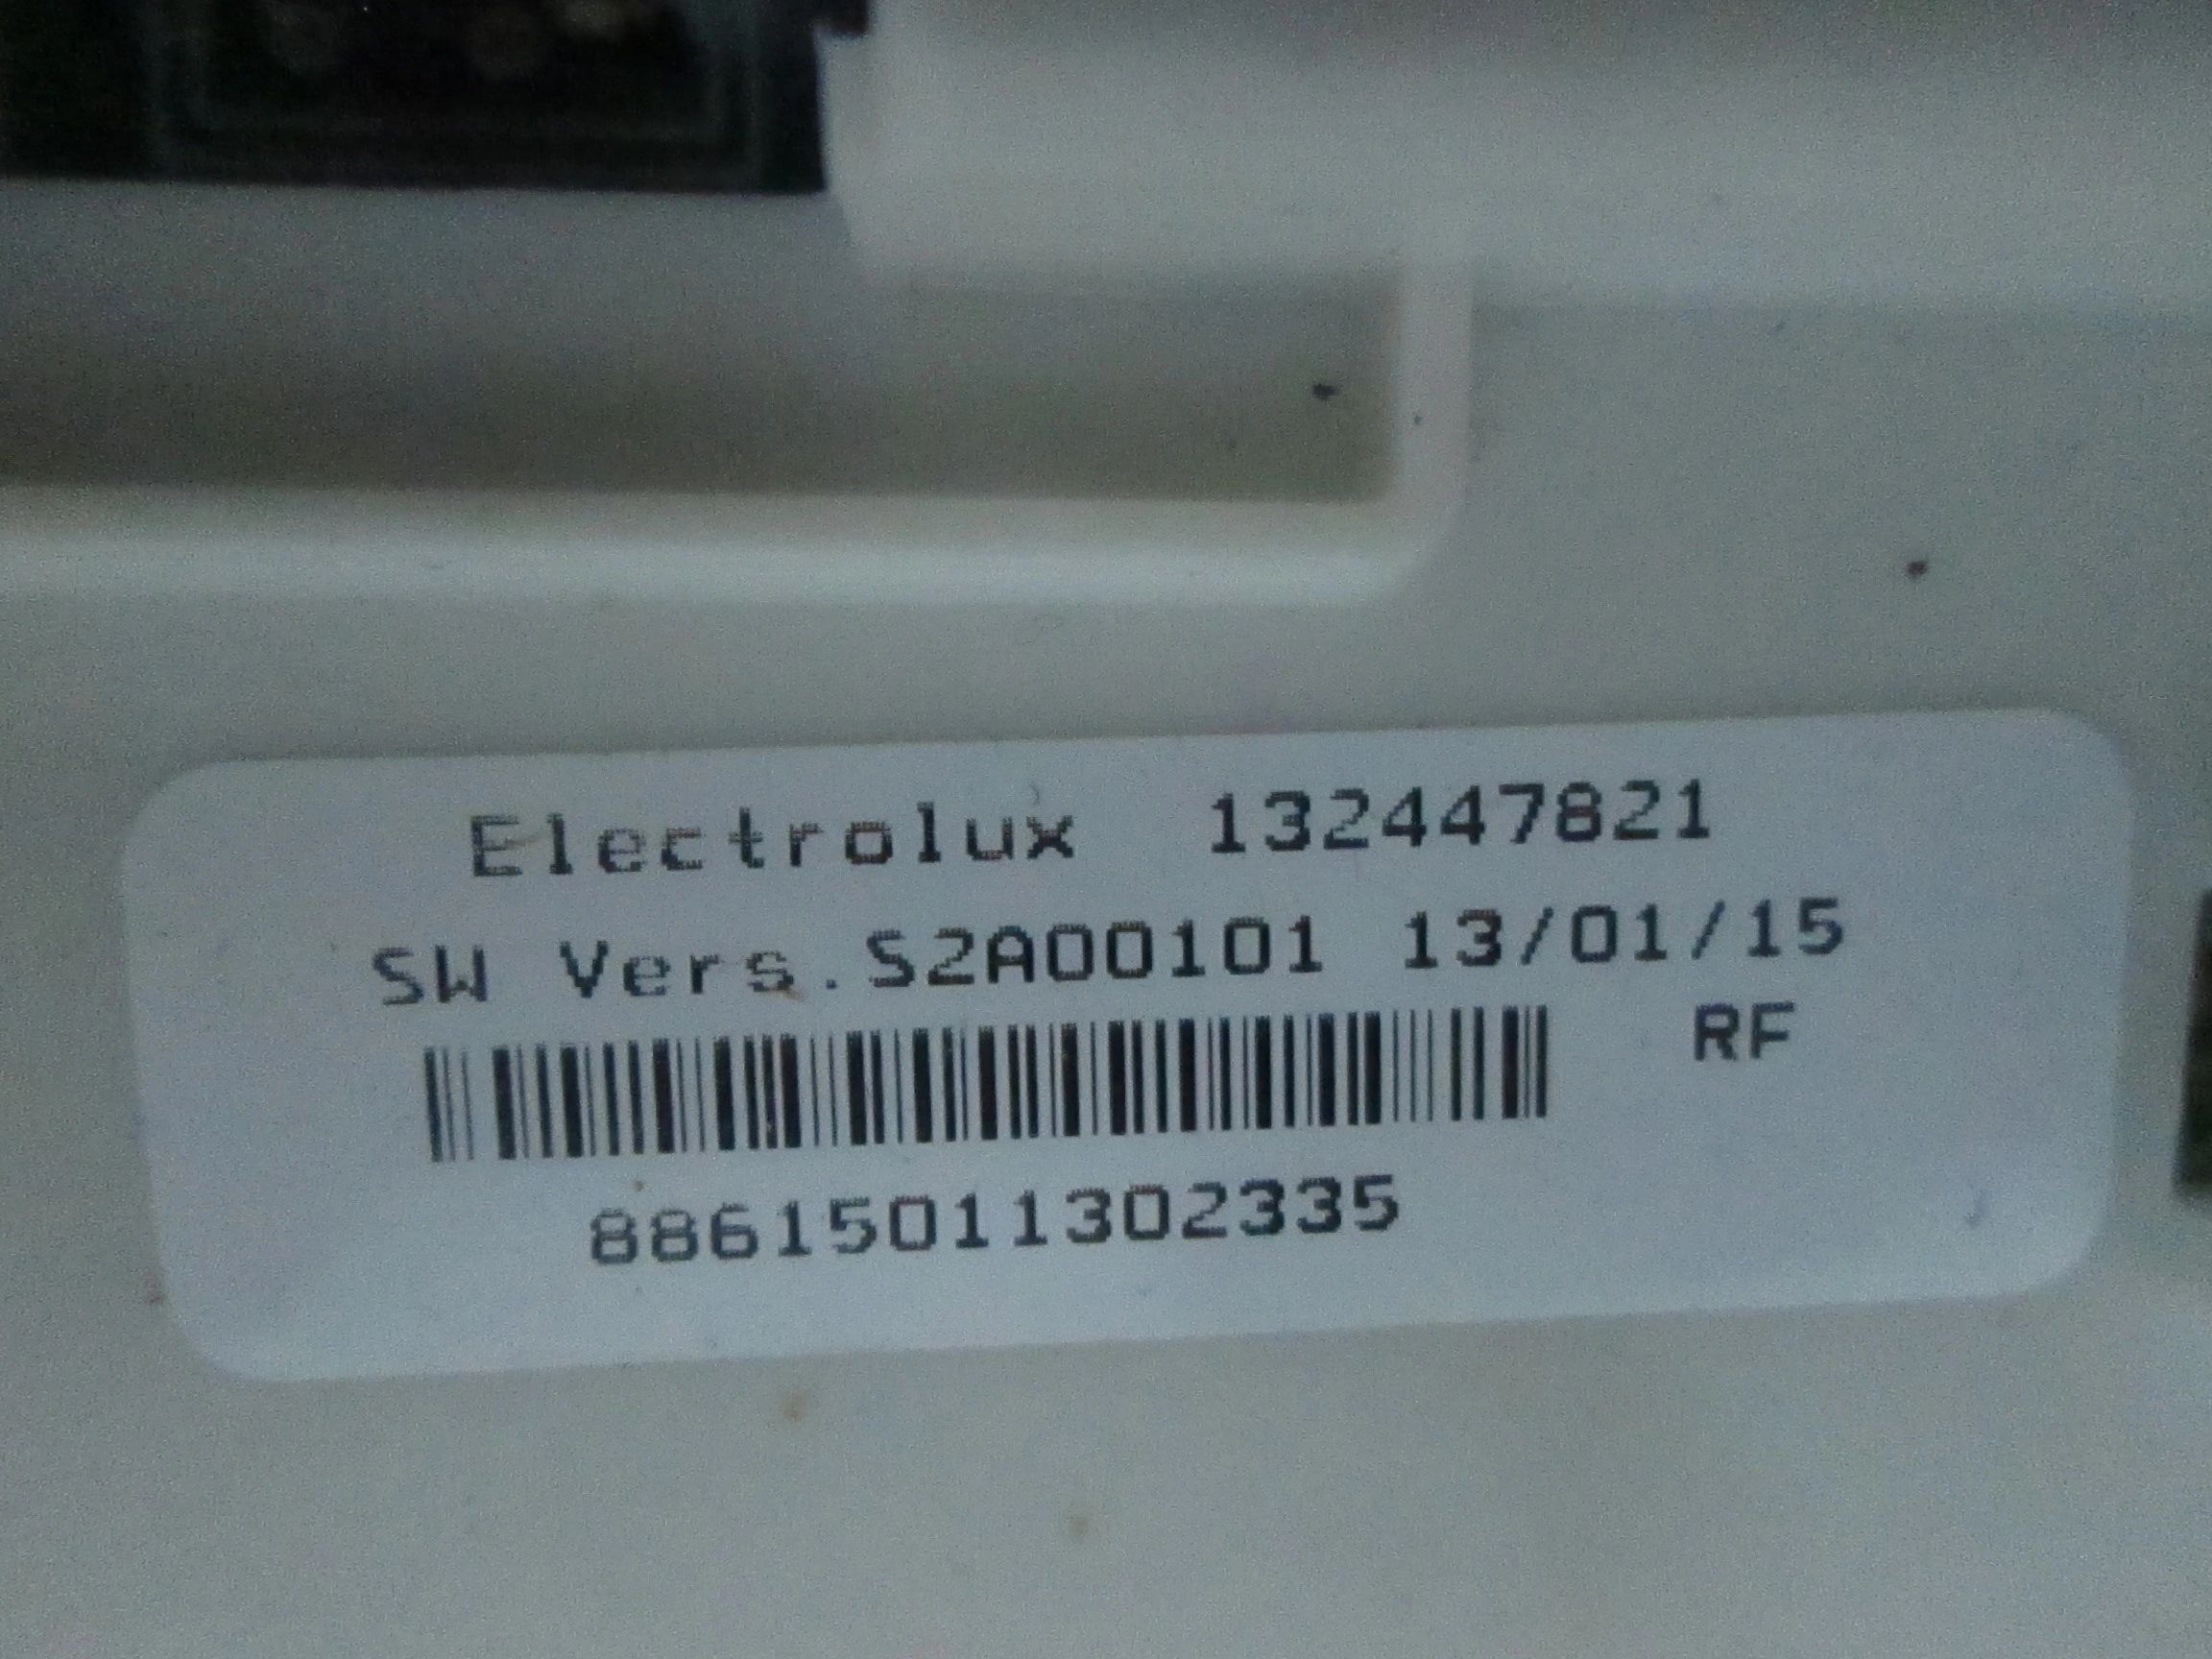 Electrolux 132447821
SW Vers.S2A00101 13/01/15
RF
88615011302335